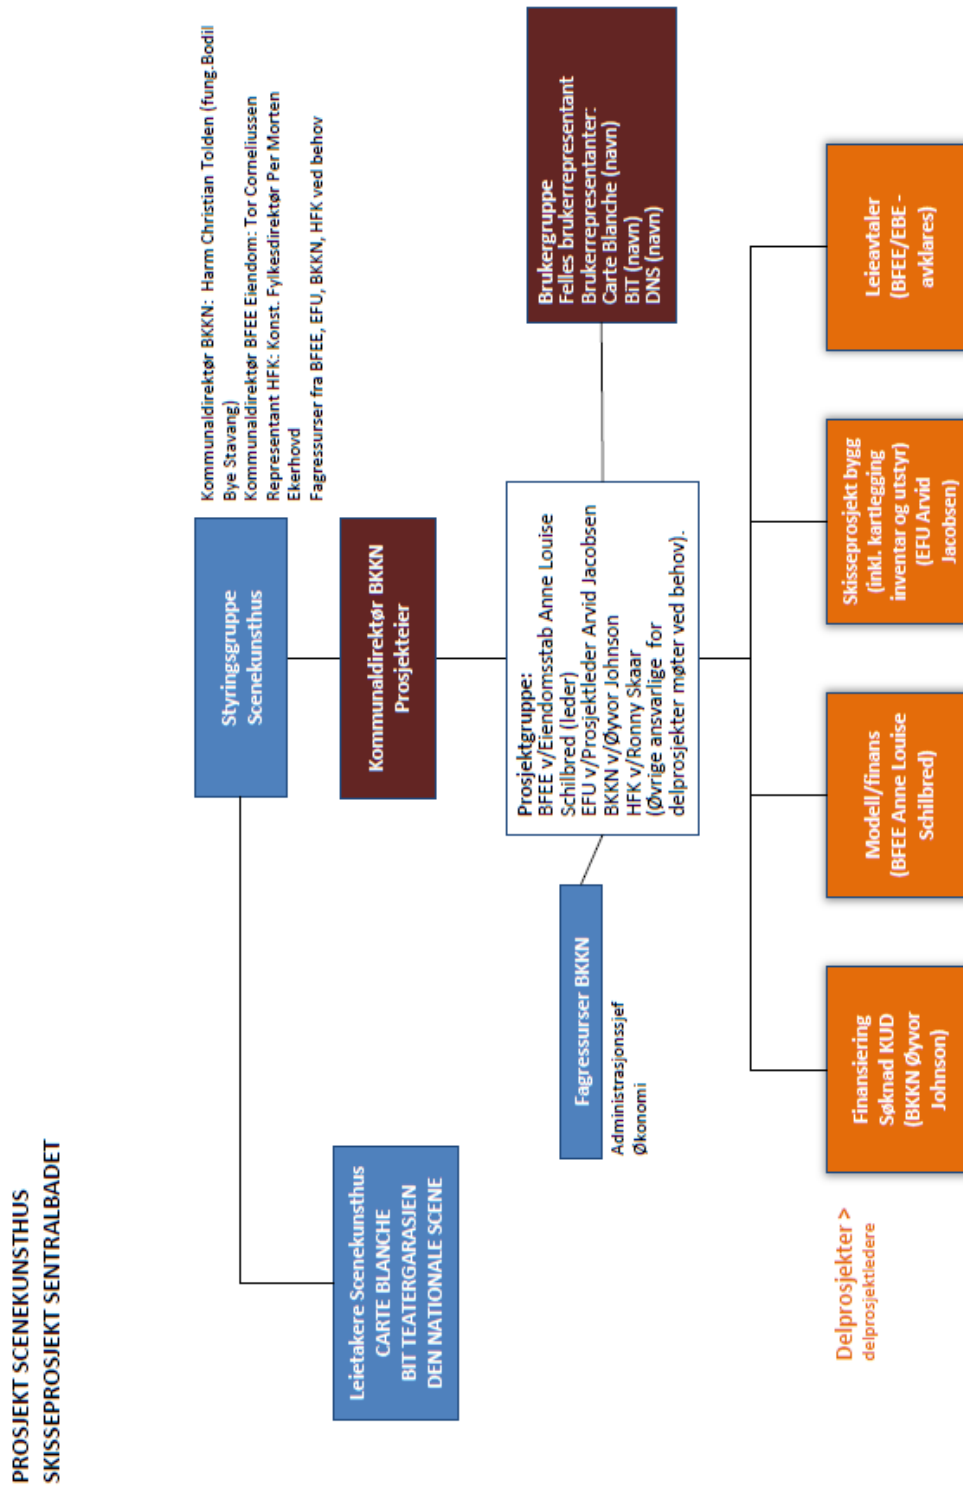 PROSJEKT SCENEKUNSTHUS
SKISSEPROSJEKT SENTRALBADET
Kommunaldirektør BKKN: Harm Christian Tolden (fung.Bodil
Bye Stavang)
Kommunaldirektør BFEE Eiendom: Tor Corneliussen
Representant HFK: Konst. Fylkesdirektør Per Morten
Ekerhovd
Fagressurser fra BFEE, EFU, BKKN, HFK ved behov
Styringsgruppe
Scenekunsthus
Leietakere Scenekunsthus
CARTE BLANCHE
BIT TEATERGARASJEN
DEN NATIONALE SCENE
Kommunaldirektør BKKN
Prosjekteier
Prosjektgruppe:
BFEE v/Eiendomsstab Anne Louise
Schilbred (leder)
EFU v/Prosjektleder Arvid Jacobsen
BKKN v/Øyvor Johnson
HFK v/Ronny Skaar
(Øvrige ansvarlige for
delprosjekter møter ved behov).
Brukergruppe
Felles brukerrepresentant
Brukerrepresentanter:
Carte Blanche (navn)
BiT (navn)
DNS (navn)
Fagressurser BKKN
Administrasjonssjef
Økonomi
Delprosjekter >
delprosjektledere
Finansiering
Søknad KUD
(BKKN Øyvor
Johnson)
Modell/finans
(BFEE Anne Louise
Schilbred)
Skisseprosjekt bygg
(inkl. kartlegging
inventar og utstyr)
(EFU Arvid
Jacobsen)
Leieavtaler
(BFEE/EBE -
avklares)